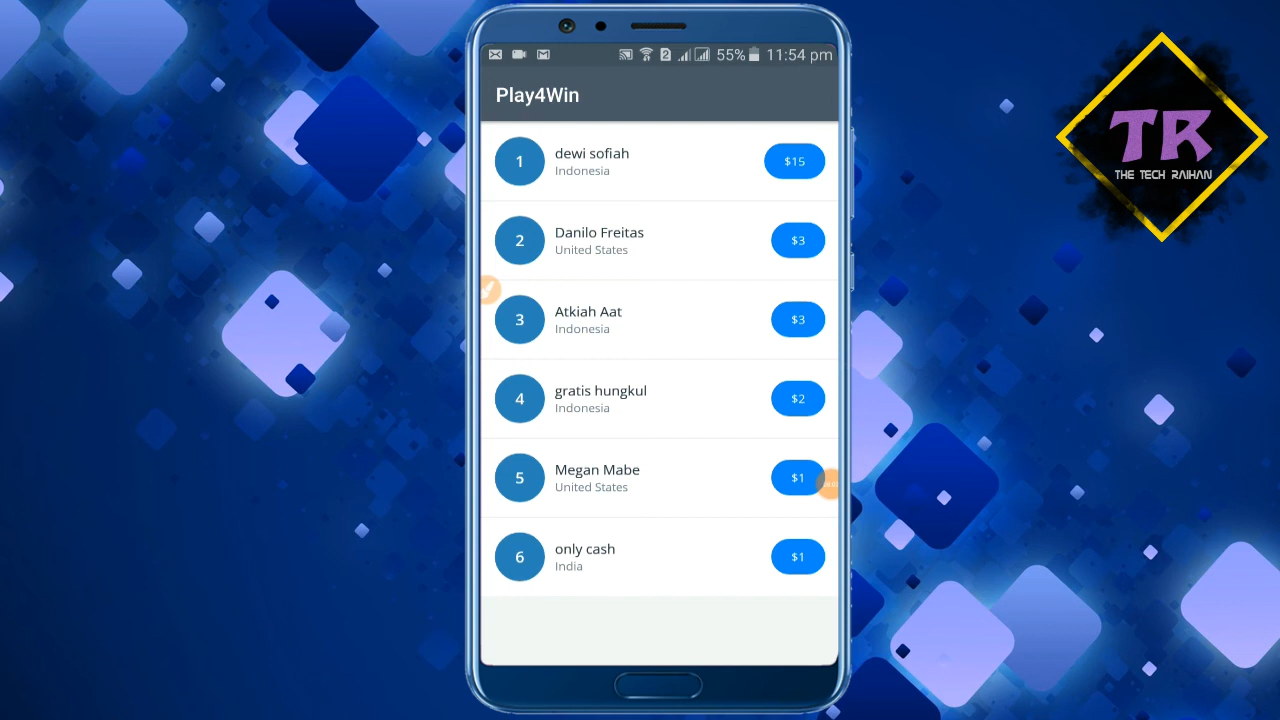 55% 11:54 pm
Play4Win
1
dewi sofiah
Indonesia
$15
2
Danilo Freitas
United States
$3
3
Atkiah Aat
Indonesia
$3
4
gratis hungkul
Indonesia
$2
5
Megan Mabe
United States
$1
6
only cash
India
$1
TR
THE TECH RAIHAN